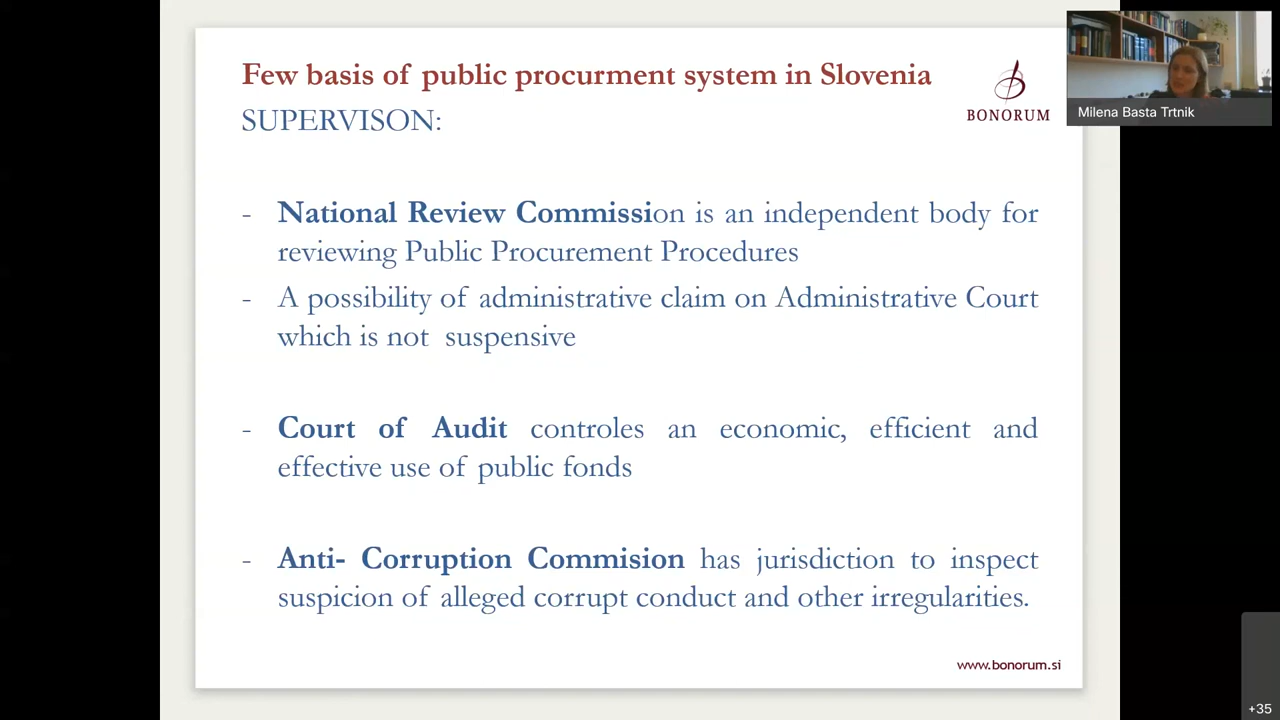 Few basis of public procurment system in Slovenia
SUPERVISON:
BONORUM
Milena Basta Trtnik
- National Review Commission is an independent body for
reviewing Public Procurement Procedures
- A possibility of administrative claim on Administrative Court
which is not suspensive
- Court of Audit controles an economic, efficient and
effective use of public fonds
- Anti- Corruption Commision has jurisdiction to inspect
suspicion of alleged corrupt conduct and other irregularities.
www.bonorum.si
+35